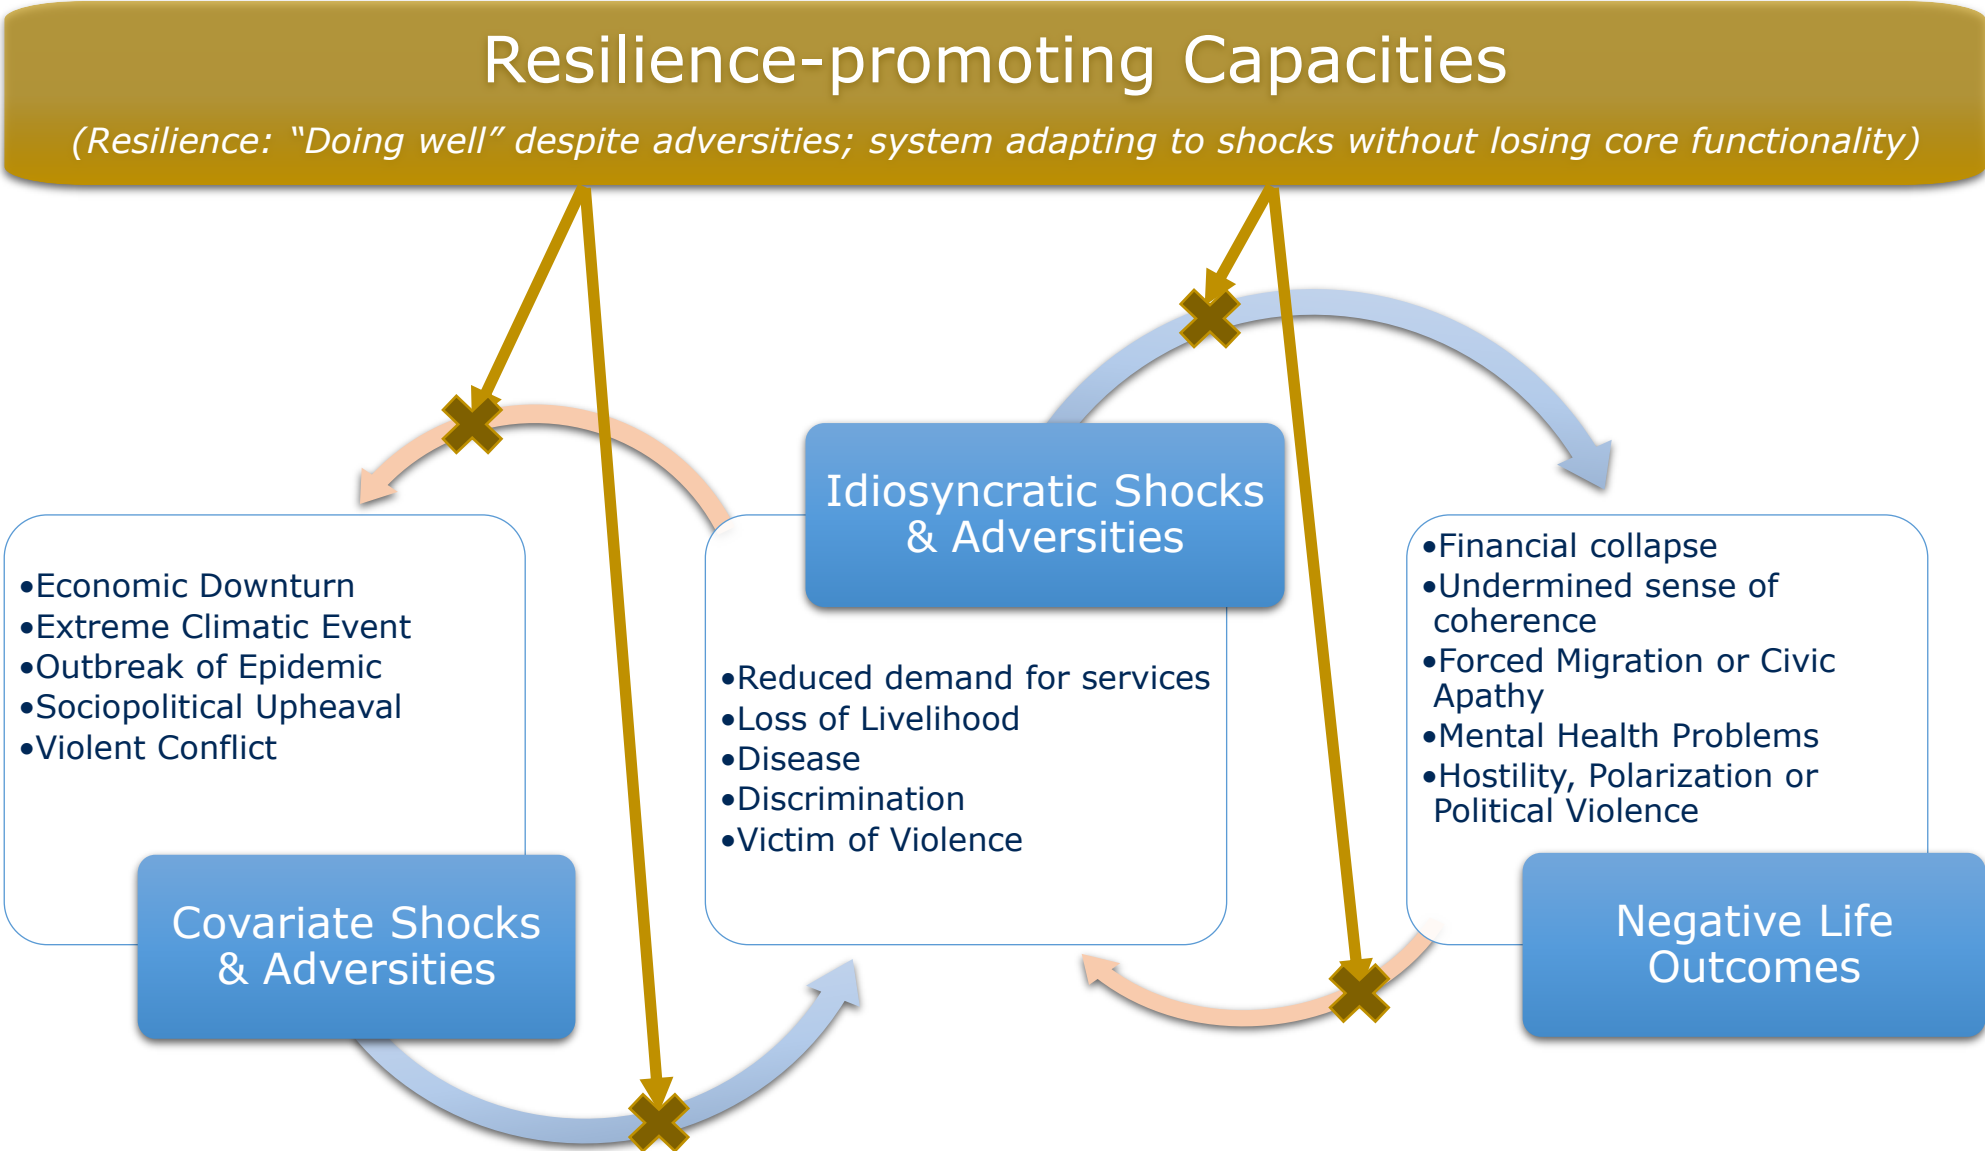 Resilience-promoting Capacities
(Resilience: “Doing well” despite adversities; system adapting to shocks without losing core functionality)
•Economic Downturn
•Extreme Climatic Event
•Outbreak of Epidemic
•Sociopolitical Upheaval
•Violent Conflict
Covariate Shocks
& Adversities
Idiosyncratic Shocks
& Adversities
•Reduced demand for services
•Loss of Livelihood
•Disease
•Discrimination
•Victim of Violence
•Financial collapse
•Undermined sense of
coherence
•Forced Migration or Civic
Apathy
•Mental Health Problems
•Hostility, Polarization or
Political Violence
Negative Life
Outcomes